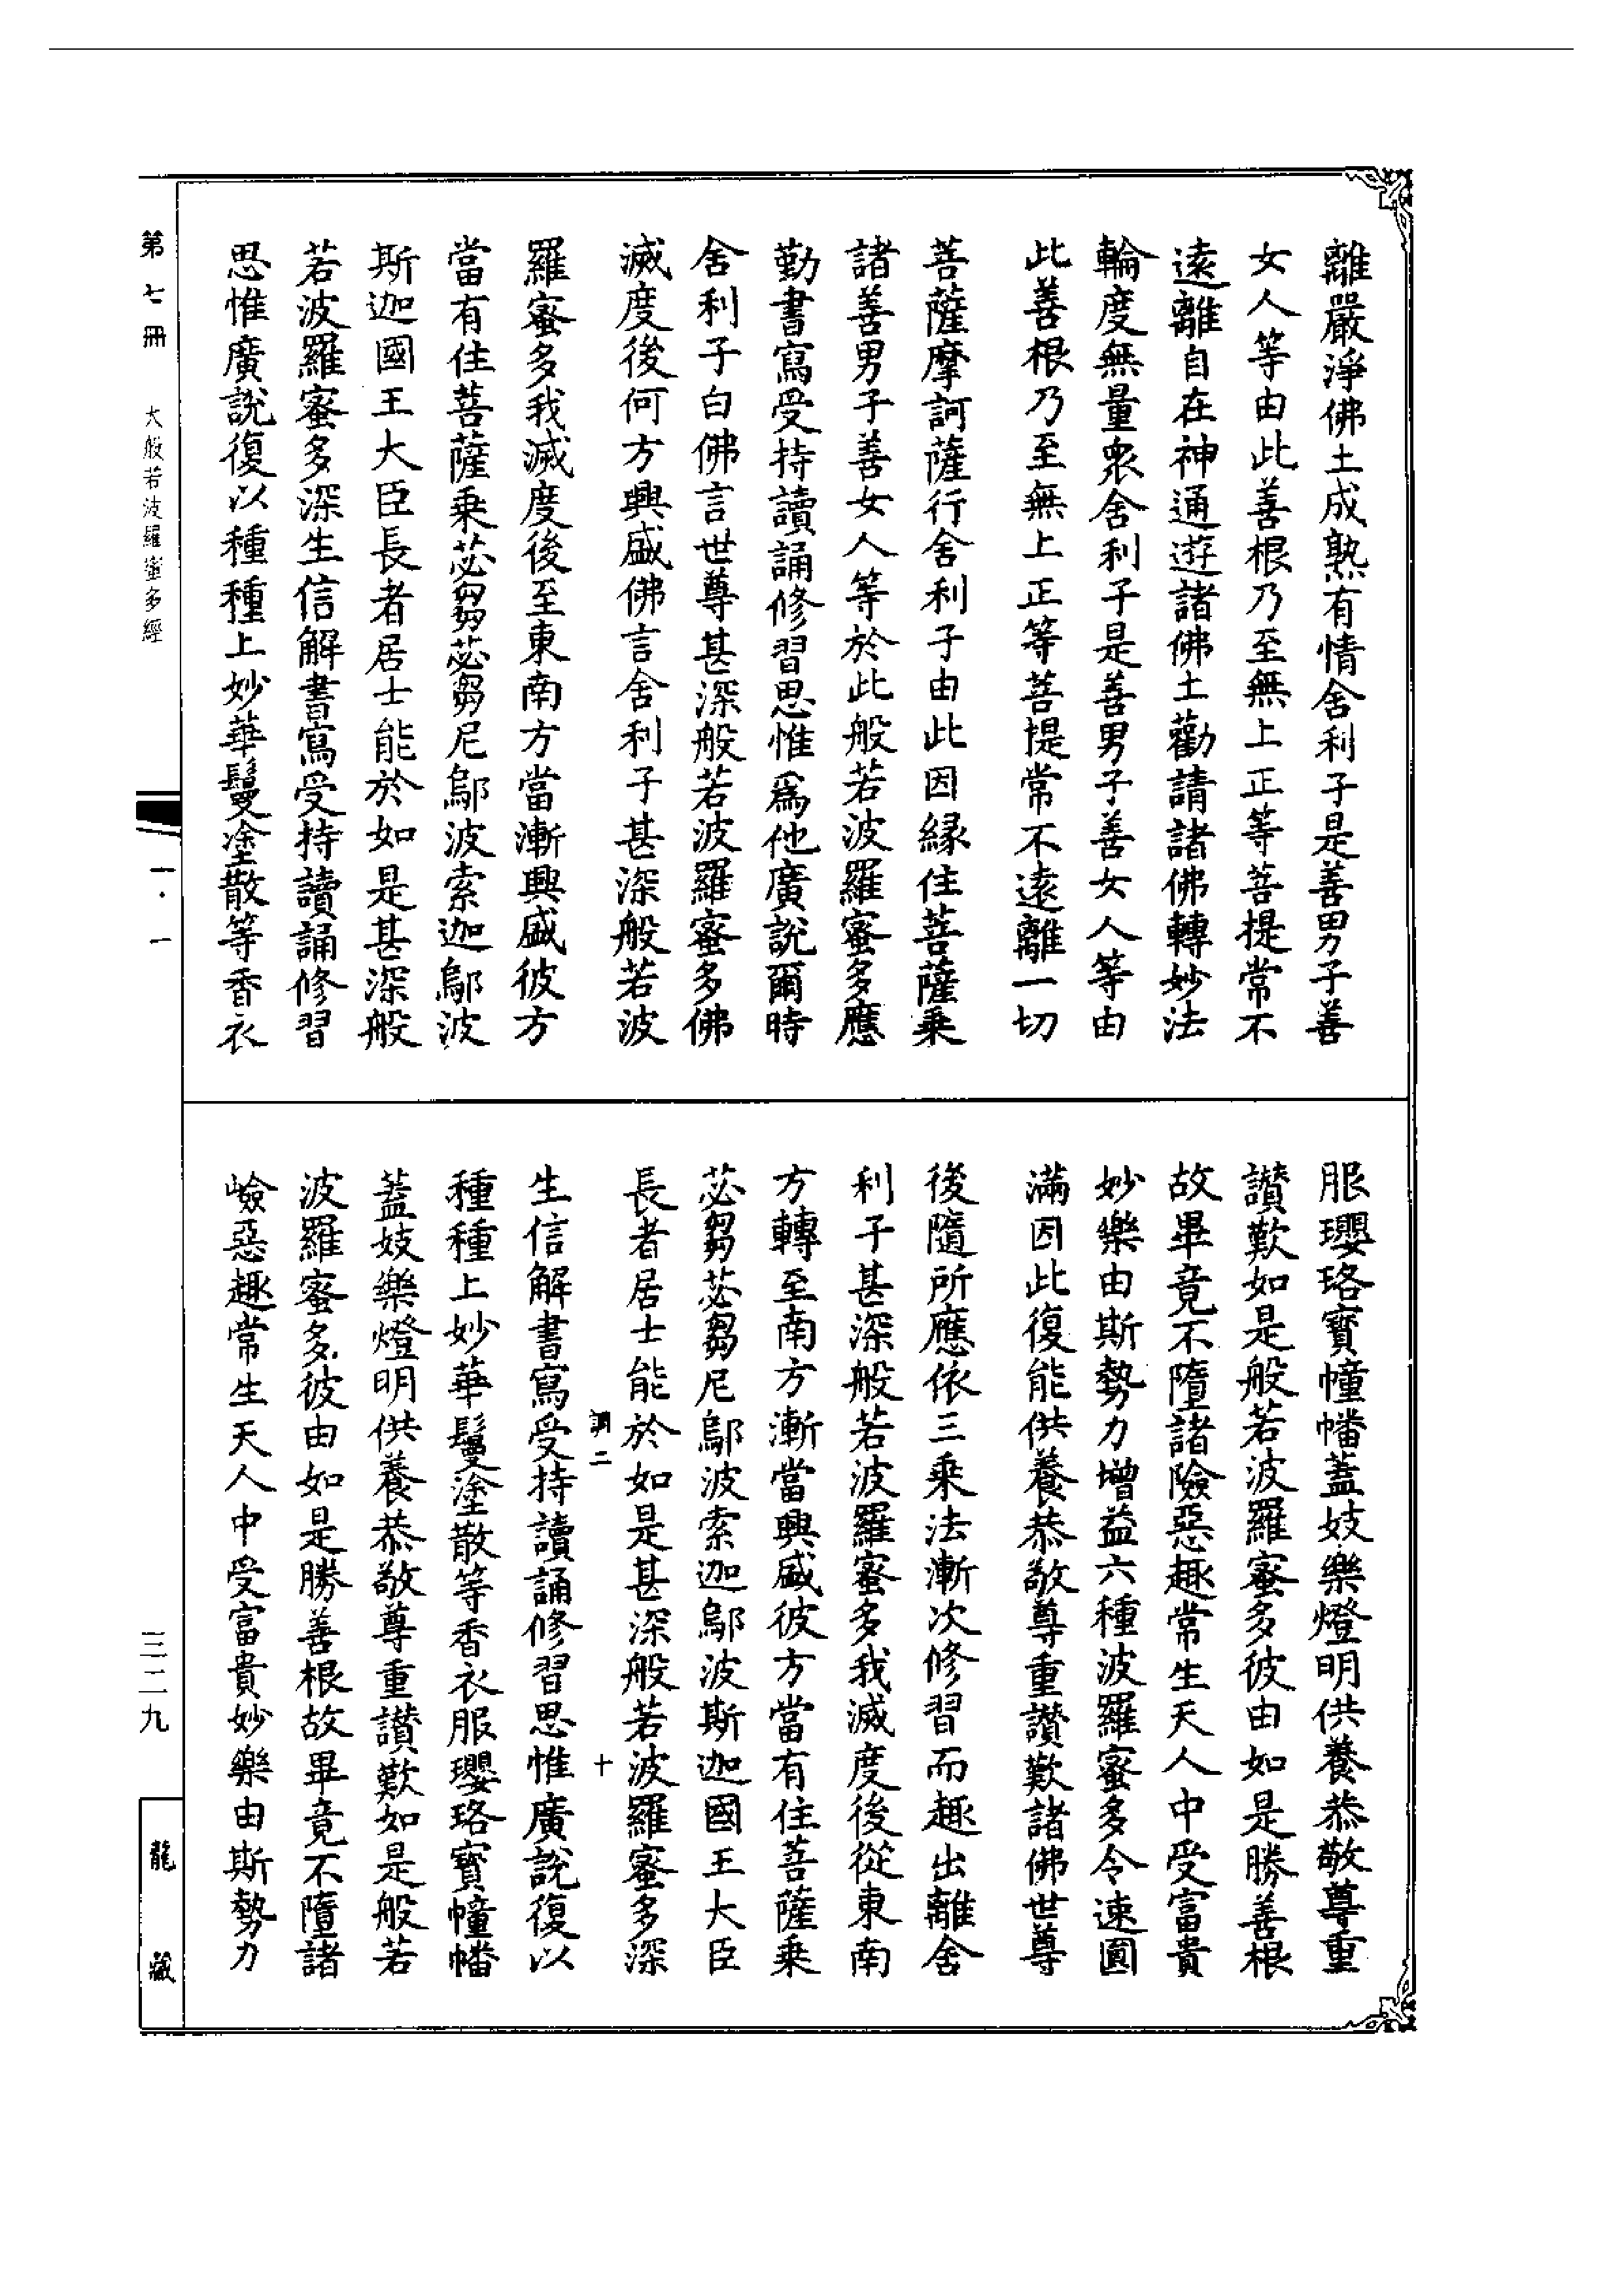 離嚴淨佛土成熟有情舍利子是善男子善
女人等由此善根乃至無上正等菩提常不
遠離自在神通遊諸佛土勸請諸佛轉妙法
輪度無量衆舍利子是善男子善女人等由
此善根乃至無上正等菩提常不遠離一切
菩薩摩訶薩行舍利子由此因緣住菩薩乘
諸善男子善女人等於此般若波羅蜜多應
勤書寫受持讀誦修習思惟爲他廣說爾時
舍利子白佛言世尊甚深般若波羅蜜多佛
滅度後何方興盛佛言舍利子甚深般若波
羅蜜多我滅度後至東南方當漸興盛彼方
當有住菩薩乘苾芻苾芻尼鄔波索迦鄔波
斯迦國王大臣長者居士能於如是甚深般
若波羅蜜多深生信解書寫受持讀誦修習
思惟廣說復以種種上妙華鬘塗散等香衣
服瓔珞寶幢幡蓋妓樂燈明供養恭敬尊重
讚歎如是般若波羅蜜多彼由如是勝善根
故畢竟不墮諸險惡趣常生天人中受富貴
妙樂由斯勢力增益六種波羅蜜多令速圓
滿因此復能供養恭敬尊重讚歎諸佛世尊
後隨所應依三乘法漸次修習而趣出離舍
利子甚深般若波羅蜜多我滅度後從東南
方轉至南方漸當興盛彼方當有住菩薩乘
苾芻苾芻尼鄔波索迦鄔波斯迦國王大臣
長者居士能於如是甚深般若波羅蜜多深
調二 十
生信解書寫受持讀誦修習思惟廣說復以
種種上妙華鬘塗散等香衣服瓔珞寶幢幡
蓋妓樂燈明供養恭敬尊重讚歎如是般若
波羅蜜多彼由如是勝善根故畢竟不墮諸
嶮惡趣常生天人中受富貴妙樂由斯勢力
第七冊 大般若波羅蜜多經 一·一 三二九 龍藏